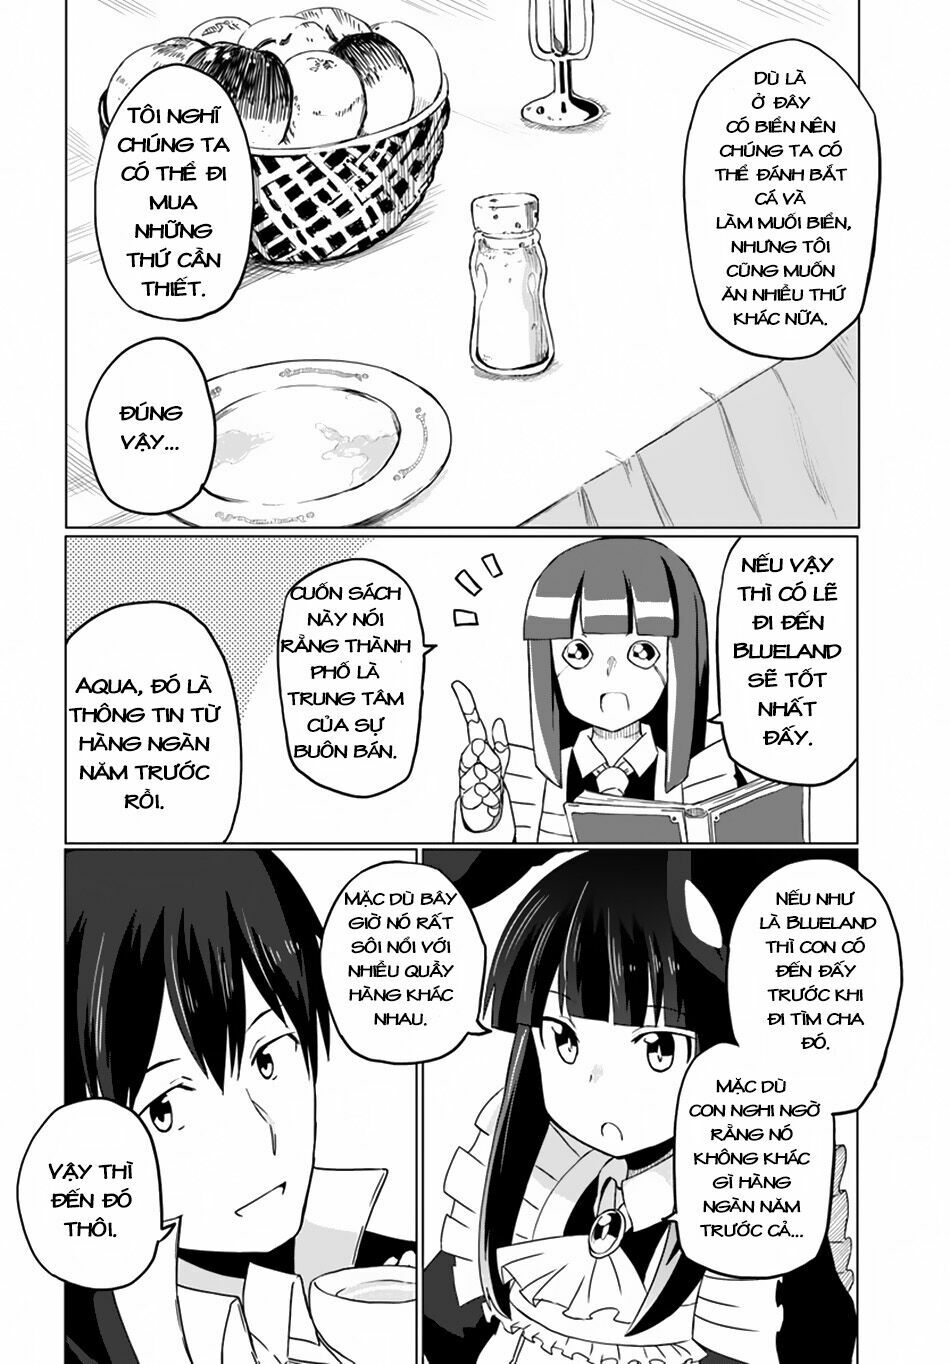 DÙ LÀ
Ở ĐÂY
CÓ BIỂN NÊN
CHÚNG TA CÓ
THỂ ĐÁNH BẮT
CÁ VÀ
LÀM MUỐI BIỂN,
NHƯNG TÔI
CŨNG MUỐN
ĂN NHIỀU THỨ
KHÁC NỮA.
TÔI NGHĨ
CHÚNG TA
CÓ THỂ ĐI
MUA
NHỮNG
THỨ CẦN
THIẾT.
ĐÚNG
VẬY...
NẾU VẬY
THÌ CÓ LẼ
ĐI ĐẾN
BLUELAND
SẼ TỐT
NHẤT
ĐẤY.
CUỐN SÁCH
NÀY NÓI
RẰNG THÀNH
PHỐ LÀ
TRUNG TÂM
CỦA SỰ
BUÔN BÁN.
AQUA, ĐÓ LÀ
THÔNG TIN TỪ
HÀNG NGÀN
NĂM TRƯỚC
RỒI.
NẾU NHƯ
LÀ BLUELAND
THÌ CON CÓ
ĐẾN ĐẤY
TRƯỚC KHI
ĐI TÌM CHA
ĐÓ.
MẶC DÙ
CON NGHI NGỜ
RẰNG NÓ
KHÔNG KHÁC
GÌ HÀNG
NGÀN NĂM
TRƯỚC CẢ...
MẶC DÙ BÂY
GIỜ NÓ RẤT
SÔI NỔI VỚI
NHIỀU QUẦY
HÀNG KHÁC
NHAU.
VẬY THÌ
ĐẾN ĐÓ
THÔI.